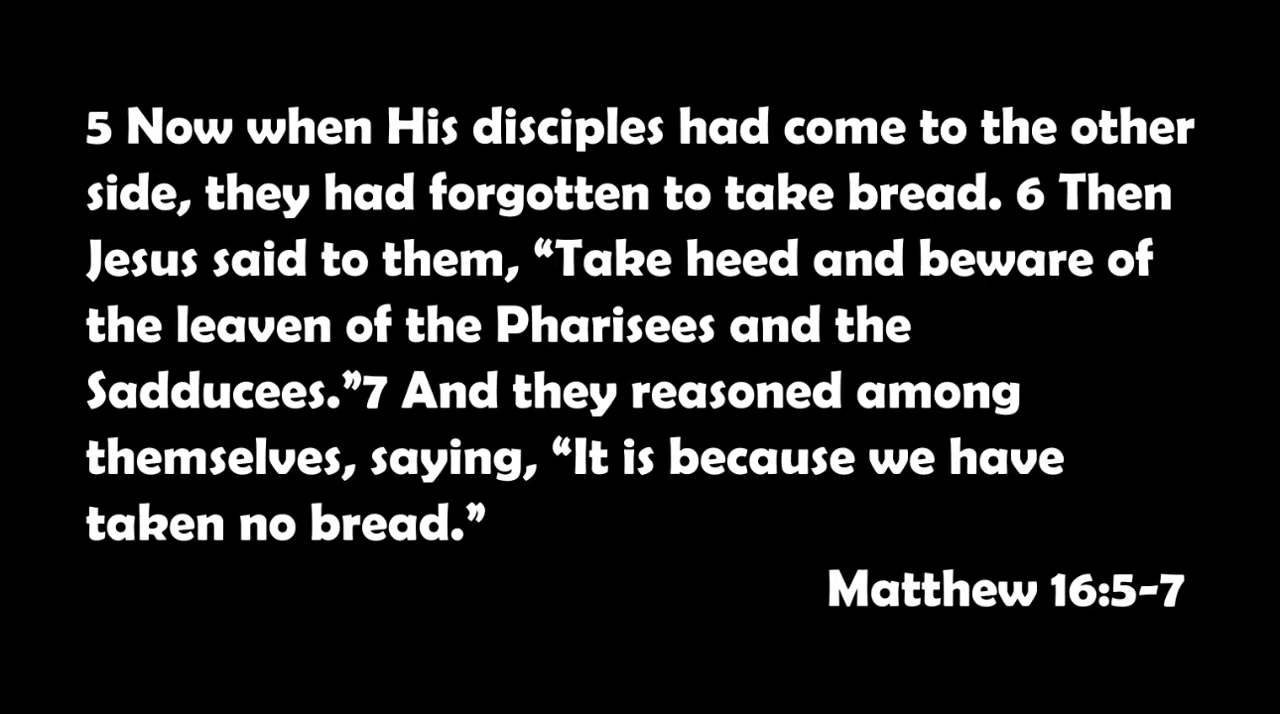 5 Now when His disciples had come to the other
side, they had forgotten to take bread. 6 Then
Jesus said to them, “Take heed and beware of
the leaven of the Pharisees and the
Sadducees.”7 And they reasoned among
themselves, saying, “It is because we have
taken no bread.”
Matthew 16:5-7